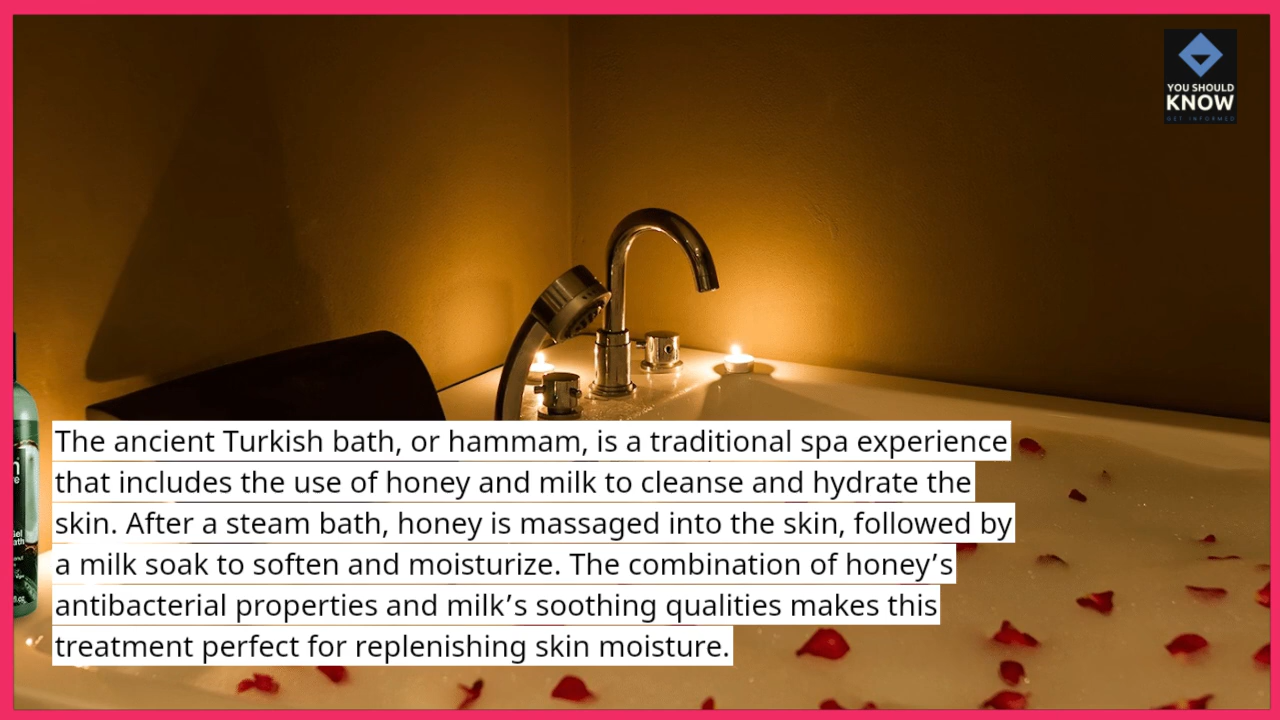 YOU SHOULD
KNOW
GET INFORMED
The ancient Turkish bath, or hammam, is a traditional spa experience
that includes the use of honey and milk to cleanse and hydrate the
skin. After a steam bath, honey is massaged into the skin, followed by
a milk soak to soften and moisturize. The combination of honey’s
antibacterial properties and milk’s soothing qualities makes this
treatment perfect for replenishing skin moisture.